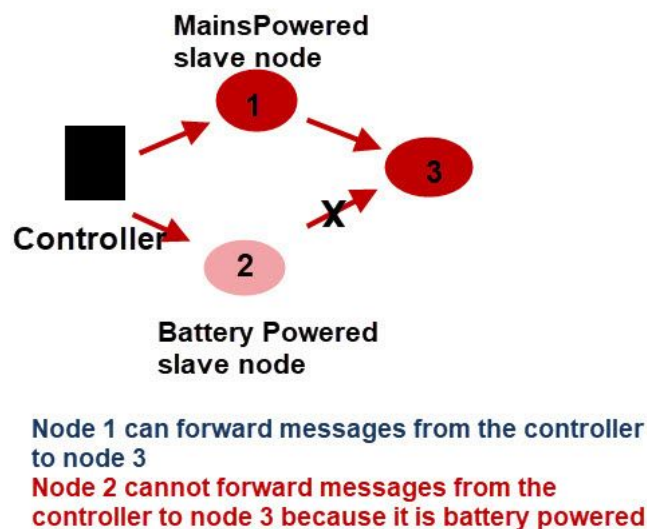 MainsPowered
slave node
1
3
Controller
2
Battery Powered
slave node
X
Node 1 can forward messages from the controller
to node 3
Node 2 cannot forward messages from the
controller to node 3 because it is battery powered